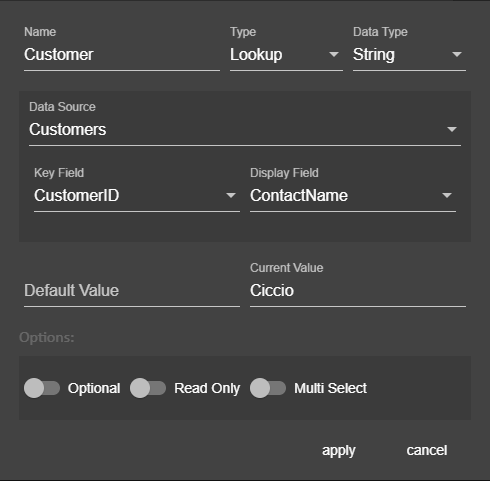 Name Type Data Type
Customer Lookup String
Data Source
Customers
Key Field Display Field
CustomerID ContactName
Current Value
Default Value Ciccio
Options:
Optional Read Only Multi Select
apply cancel